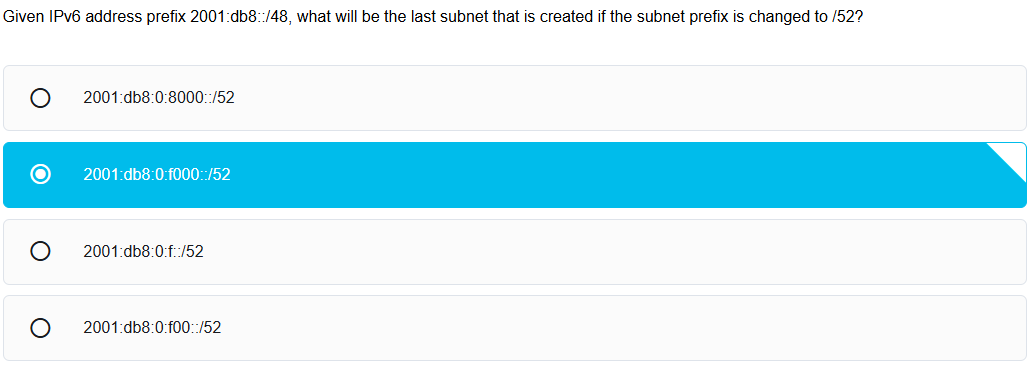 Given IPv6 address prefix 2001:db8::/48, what will be the last subnet that is created if the subnet prefix is changed to /52?
2001:db8:0:8000::/52
2001:db8:0:f000::/52
2001:db8:0:f::/52
2001:db8:0:f00::/52